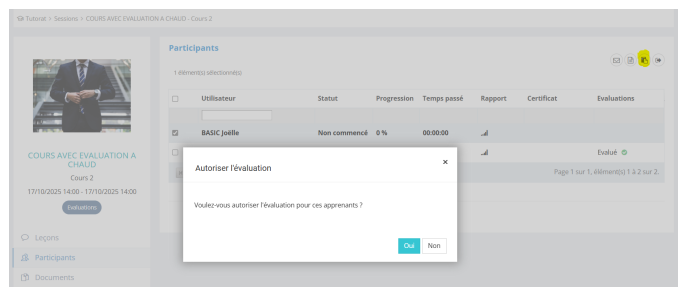 Tutorat > Sessions > COURS AVEC EVALUATION A CHAUD - Cours 2
Participants
1 élément(s) sélectionné(s)
Utilisateur Statut Progression Temps passé Rapport Certificat Evaluations
BASIC Joëlle Non commencé 0 % 00:00:00
Evalué
Page 1 sur 1, élément(s) 1 à 2 sur 2.
COURS AVEC EVALUATION A
CHAUD
Cours 2
17/10/2025 14:00 - 17/10/2025 14:00
Evaluations
Leçons
Participants
Documents
Autoriser l'évaluation ×
Voulez-vous autoriser l'évaluation pour ces apprenants ?
Oui Non